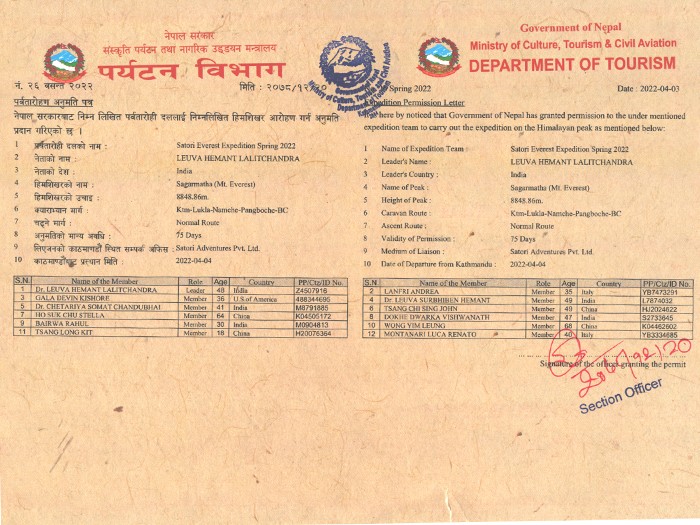 नेपाल सरकार
संस्कृति पर्यटन तथा नागरिक उड्डयन मन्त्रालय
पर्यटन विभाग
नं. २६ बसन्त २०२२
मिति : २०७८/१२/
पर्वतारोहण अनुमति पत्र
नेपाल सरकारबाट निम्न लिखित पर्वतारोही दललाई निम्नलिखित हिमशिखर आरोहण गर्न अनुमति
प्रदान गरिएको छ ।
1 पर्वतारोही दलको नाम : Satori Everest Expedition Spring 2022
2 नेताको नाम : LEUVA HEMANT LALITCHANDRA
3 नेताको देश : India
4 हिमशिखरको नाम : Sagarmatha (Mt. Everest)
5 हिमशिखरको उचाइ : 8848.86m
6 क्याराभान मार्ग : Ktm-Lukla-Namche-Pangboche-BC
7 चढ्ने मार्ग : Normal Route
8 अनुमतिको मान्य अवधि : 75 Days
9 लिएजनको काठमाण्डौं स्थित सम्पर्क अफिस : Satori Adventures Pvt. Ltd.
10 काठमाण्डौंबाट प्रस्थान मिति : 2022-04-04
S.N. Name of the Member Role Age Country PP/Ctz/ID No.
1 Dr. LEUVA HEMANT LALITCHANDRA Leader 48 India Z4507916
3 GALA DEVIN KISHORE Member 36 U.S of America 488344695
5 Dr. CHETARIYA SOMAT CHANDUBHAI Member 41 India M8791885
7 HO SUK CHU STELLA Member 64 China K04505172
9 BAIRWA RAHUL Member 30 India M0904813
11 TSANG LONG KIT Member 18 China H20076364
Government of Nepal
Ministry of Culture, Tourism & Civil Aviation
DEPARTMENT OF TOURISM
Ministry of Culture, Tourism & Civil Aviation
Department of Tourism
Spring 2022
Date : 2022-04-03
Expedition Permission Letter
here by noticed that Government of Nepal has granted permission to the under mentioned
expedition team to carry out the expedition on the Himalayan peak as mentioned below:
1 Name of Expedition Team : Satori Everest Expedition Spring 2022
2 Leader's Name : LEUVA HEMANT LALITCHANDRA
3 Leader's Country : India
4 Name of Peak : Sagarmatha (Mt. Everest)
5 Height of Peak : 8848.86m
6 Caravan Route : Ktm-Lukla-Namche-Pangboche-BC
7 Ascent Route : Normal Route
8 Validity of Permission : 75 Days
9 Medium of Liaison : Satori Adventures Pvt. Ltd.
10 Date of Departure from Kathmandu : 2022-04-04
S.N. Name of the Member Role Age Country PP/Ctz/ID No.
2 LANFRI ANDREA Member 35 Italy YB7473291
4 Dr. LEUVA SURBHIBEN HEMANT Member 49 India L7874032
6 TSANG CHI SING JOHN Member 49 China HJ2024622
8 DOKHE DWARKA VISHWANATH Member 47 India S2733645
10 WONG YIM LEUNG Member 68 China K04462602
12 MONTANARI LUCA RENATO Member 40 Italy YB3334685
Signature of the officer granting the permit
Section Officer